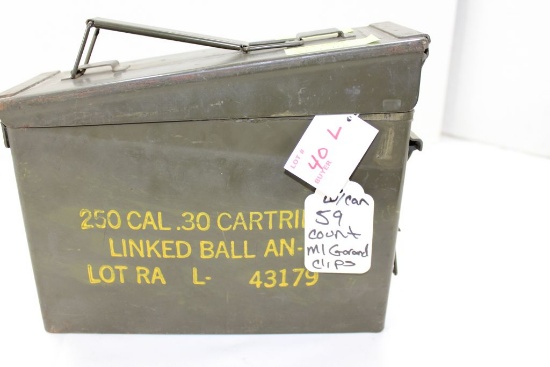 LOT # 40 L
BUYER
w/can
59
count
M1 Garand
clips
250 CAL .30 CARTRI
LINKED BALL AN-
LOT RA L- 43179